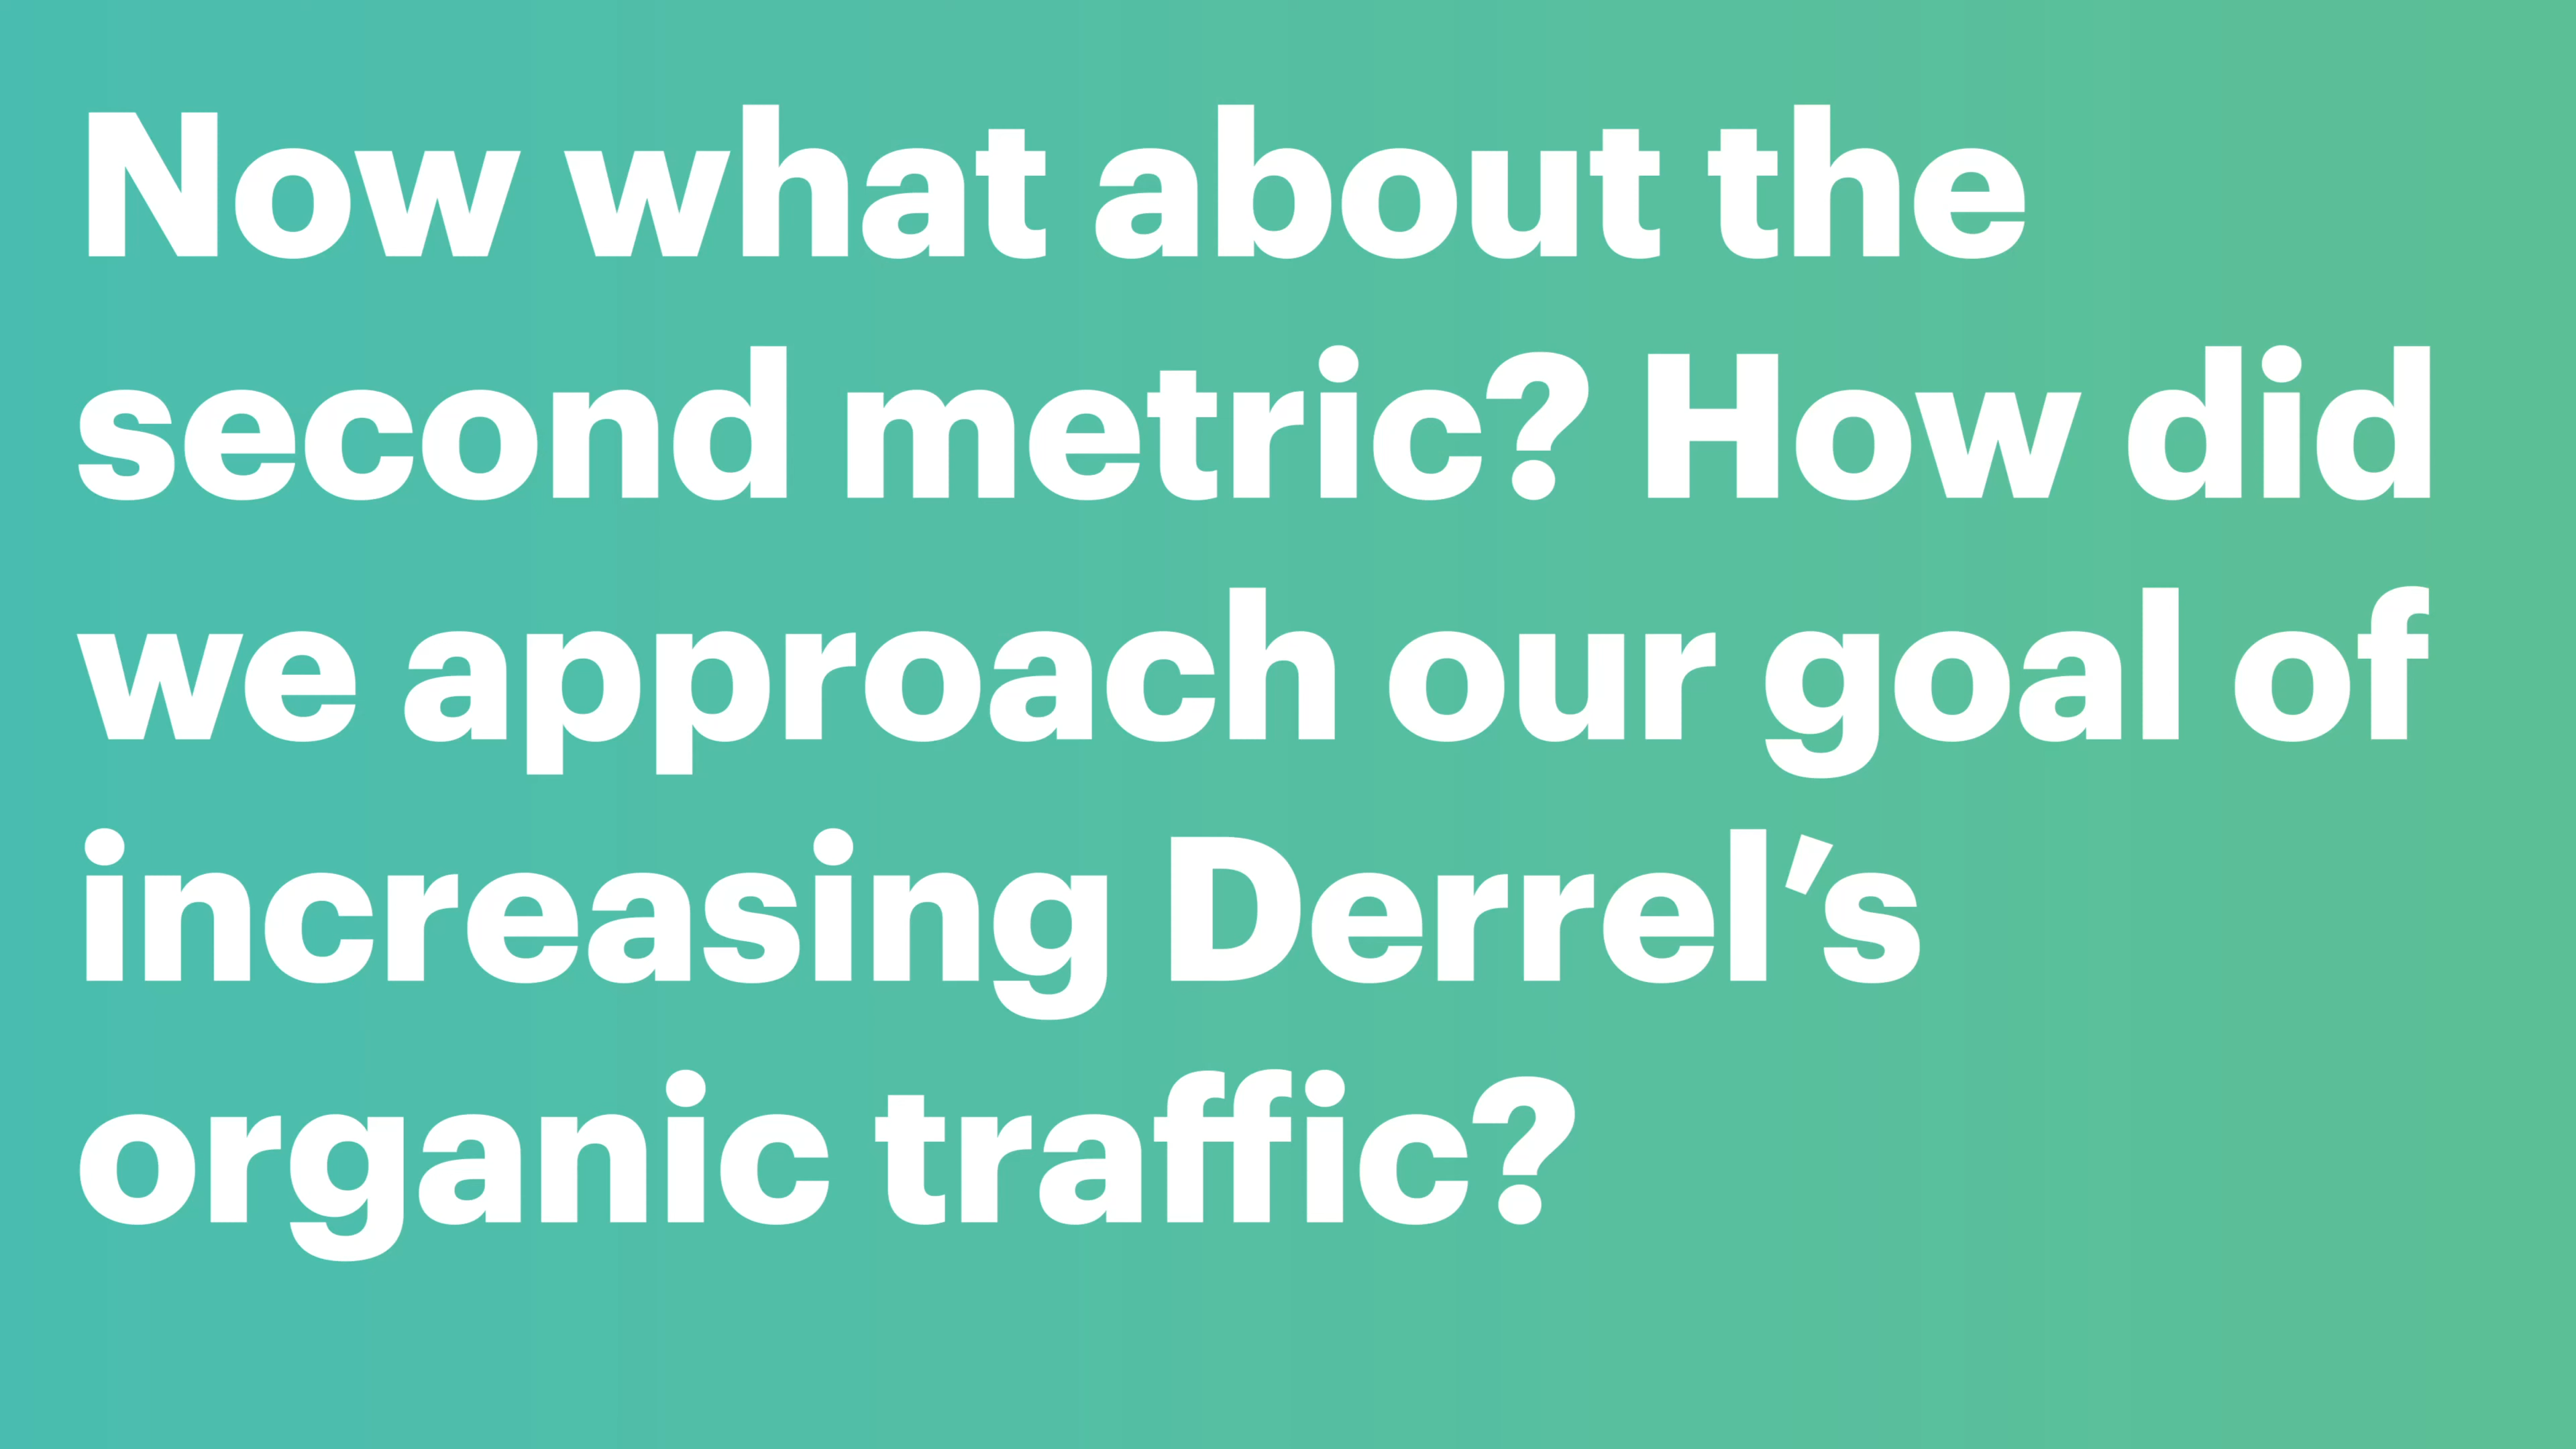 Now what about the
second metric? How did
we approach our goal of
increasing Derrel’s
organic traffic?